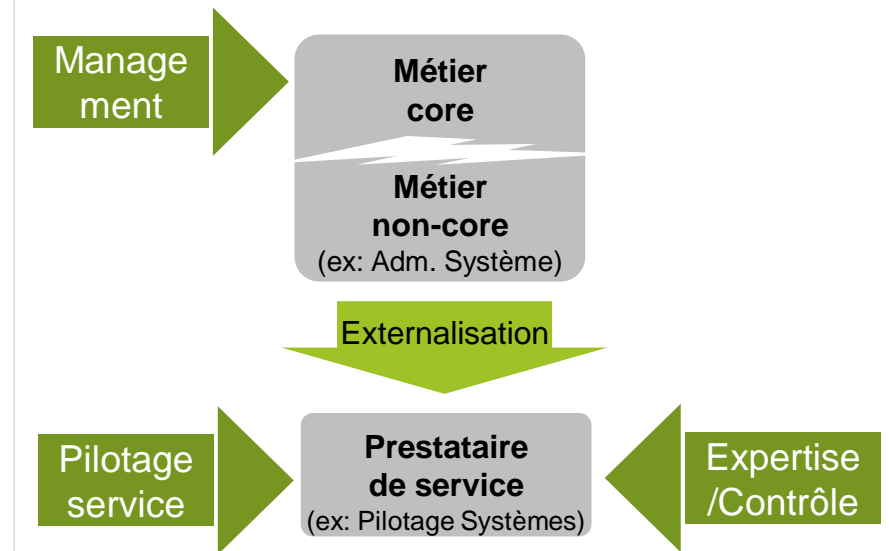 Manage
ment
Métier
core
Métier
non-core
(ex: Adm. Système)
Externalisation
Pilotage
service
Prestataire
de service
(ex: Pilotage Systèmes)
Expertise
/Contrôle